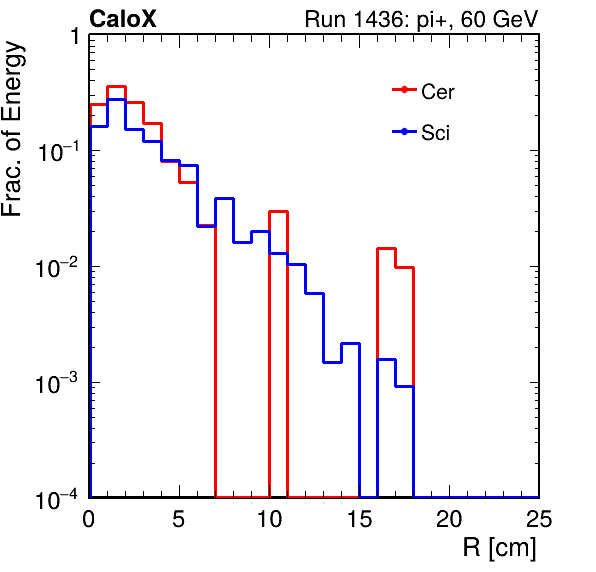 CaloX Run 1436: pi+, 60 GeV
Frac. of Energy
1
10⁻¹
10⁻²
10⁻³
10⁻⁴
Cer
Sci
0 5 10 15 20 25
R [cm]